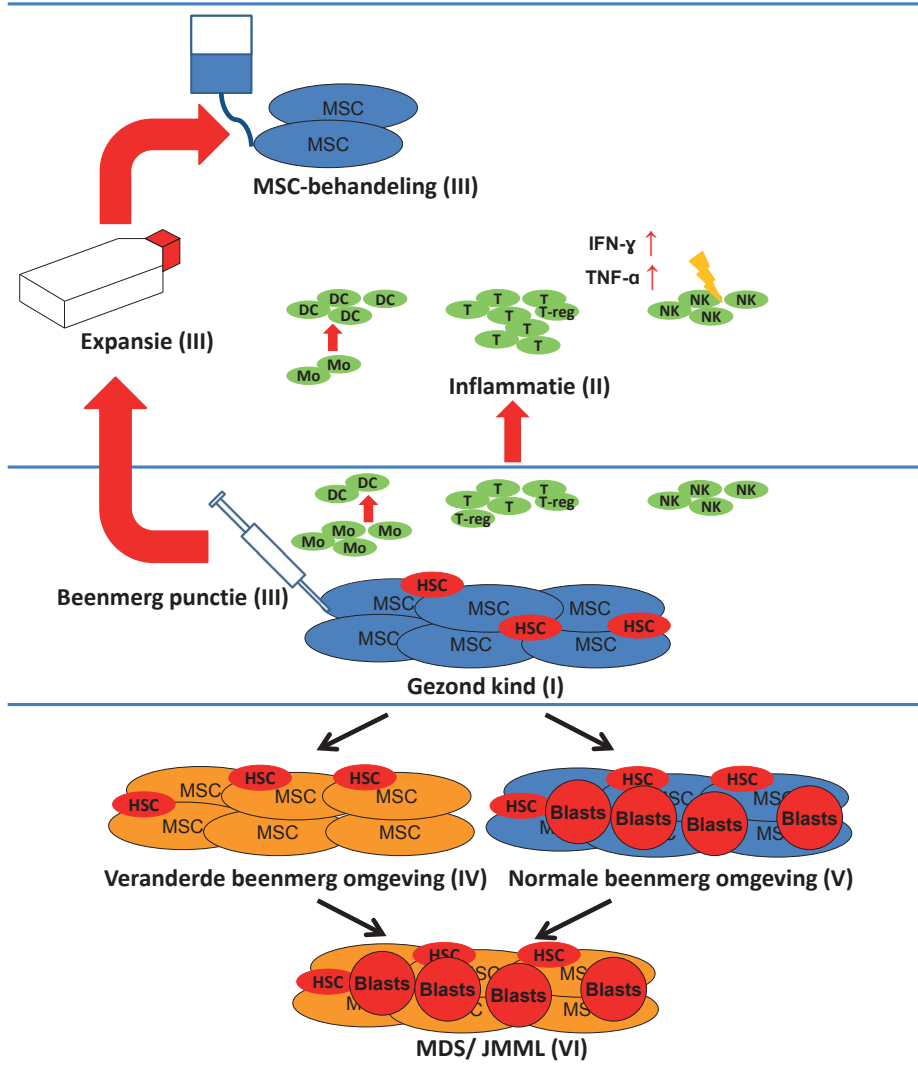 MSC
MSC
MSC-behandeling (III)
IFN-ɣ ↑
TNF-α ↑
DC DC DC DC
T T T T-reg T T T
NK NK NK NK
Expansie (III)
Mo Mo
Inflammatie (II)
DC DC
Mo Mo Mo Mo
T T T T-reg T-reg
NK NK NK NK
Beenmerg punctie (III)
HSC
MSC MSC MSC
HSC HSC
MSC MSC MSC
Gezond kind (I)
HSC HSC
MSC MSC MSC
HSC
MSC MSC MSC
Veranderde beenmerg omgeving (IV)
HSC HSC
HSC
Blasts Blasts Blasts Blasts
Normale beenmerg omgeving (V)
HSC HSC
HSC
Blasts Blasts Blasts Blasts
MDS/ JMML (VI)